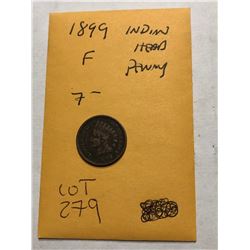 1899 INDIAN
F HEAD
PENNY
7-
LOT
279